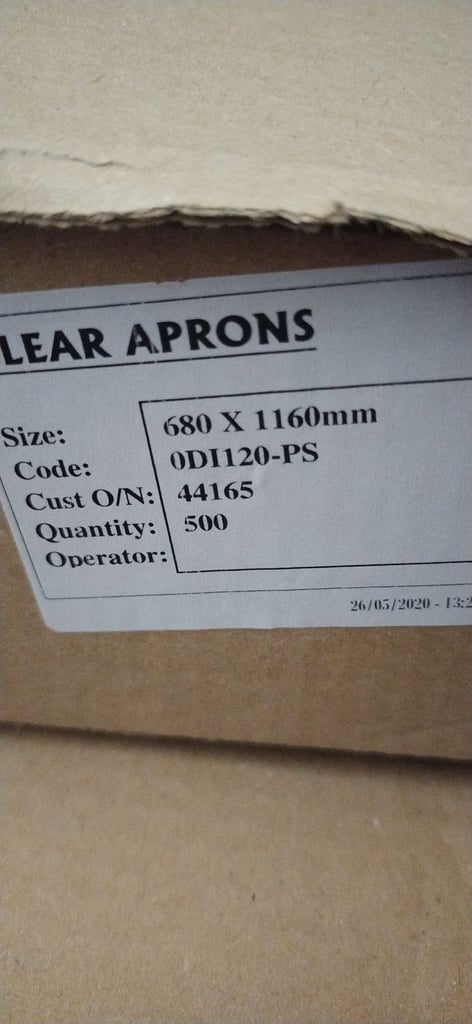 LEAR APRONS
Size: 680 X 1160mm
Code: 0DI120-PS
Cust O/N: 44165
Quantity: 500
Operator:
26/05/2020 - 13:2